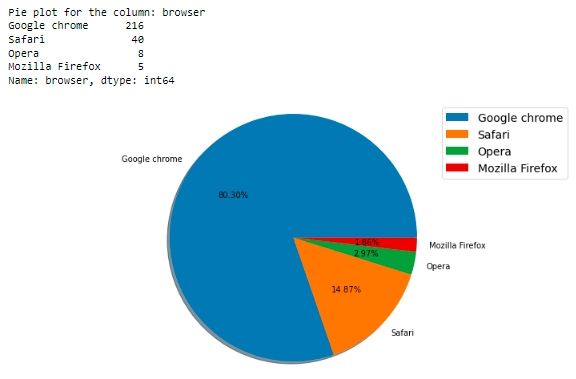 Pie plot for the column: browser
Google chrome 216
Safari 40
Opera 8
Mozilla Firefox 5
Name: browser, dtype: int64
Google chrome
Safari
Opera
Mozilla Firefox
Google chrome
80.30%
1.86%
Mozilla Firefox
2.97%
Opera
14.87%
Safari